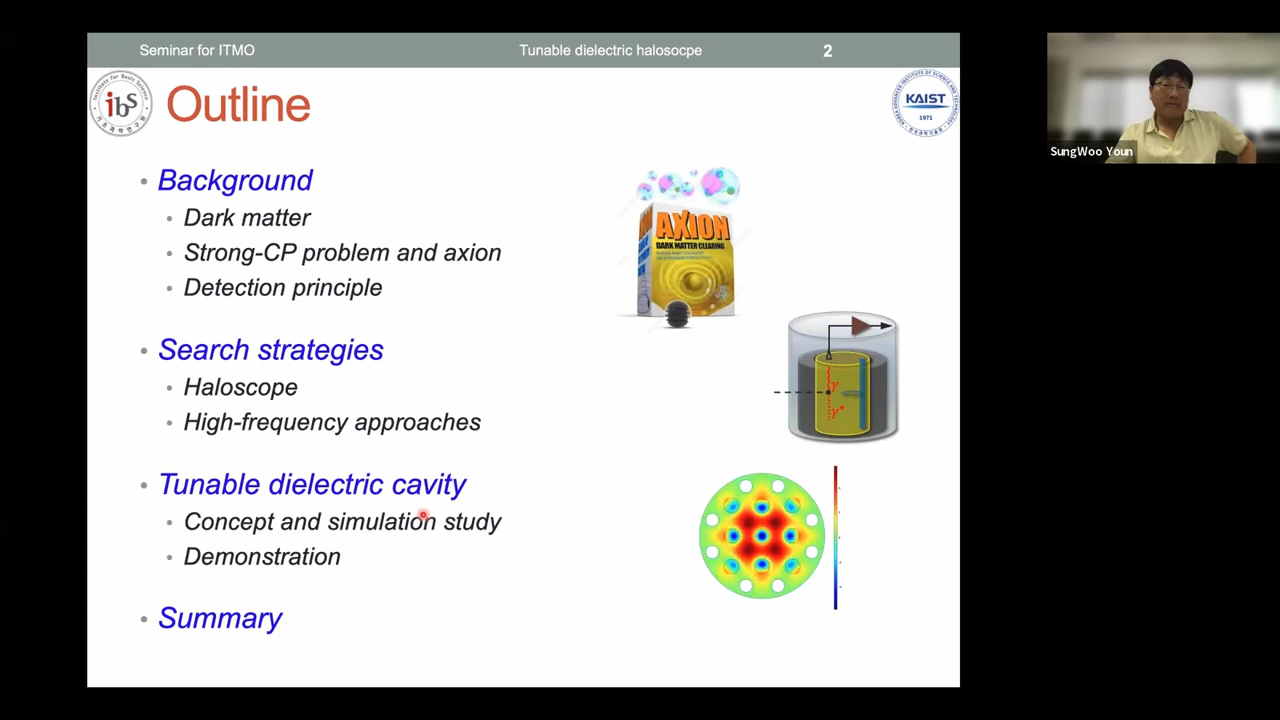 Seminar for ITMO
Tunable dielectric halosocpe
2
ibs
Outline
KAIST
1971
Background
Dark matter
Strong-CP problem and axion
Detection principle
AXION
DARK MATTER CLEARING
Search strategies
Haloscope
High-frequency approaches
γ
γ*
Tunable dielectric cavity
Concept and simulation study
Demonstration
Summary
SungWoo Youn